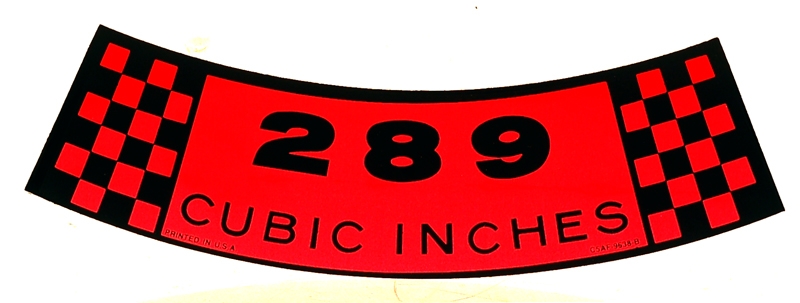 289
CUBIC INCHES
PRINTED IN U.S.A.